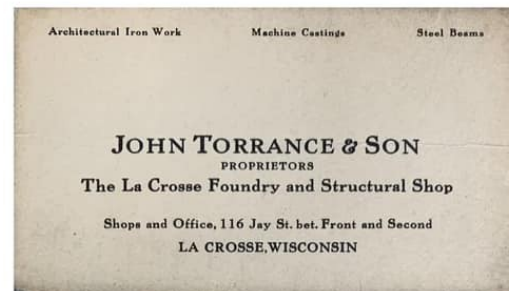 Architectural Iron Work Machine Castings Steel Beams
JOHN TORRANCE & SON
PROPRIETORS
The La Crosse Foundry and Structural Shop
Shops and Office, 116 Jay St. bet. Front and Second
LA CROSSE, WISCONSIN